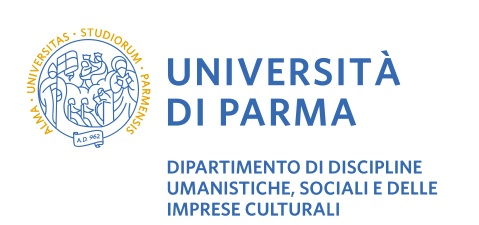 ALMA · UNIVERSITAS · STUDIORUM · PARMENSIS
A.D. 962
UNIVERSITÀ
DI PARMA
DIPARTIMENTO DI DISCIPLINE
UMANISTICHE, SOCIALI E DELLE
IMPRESE CULTURALI